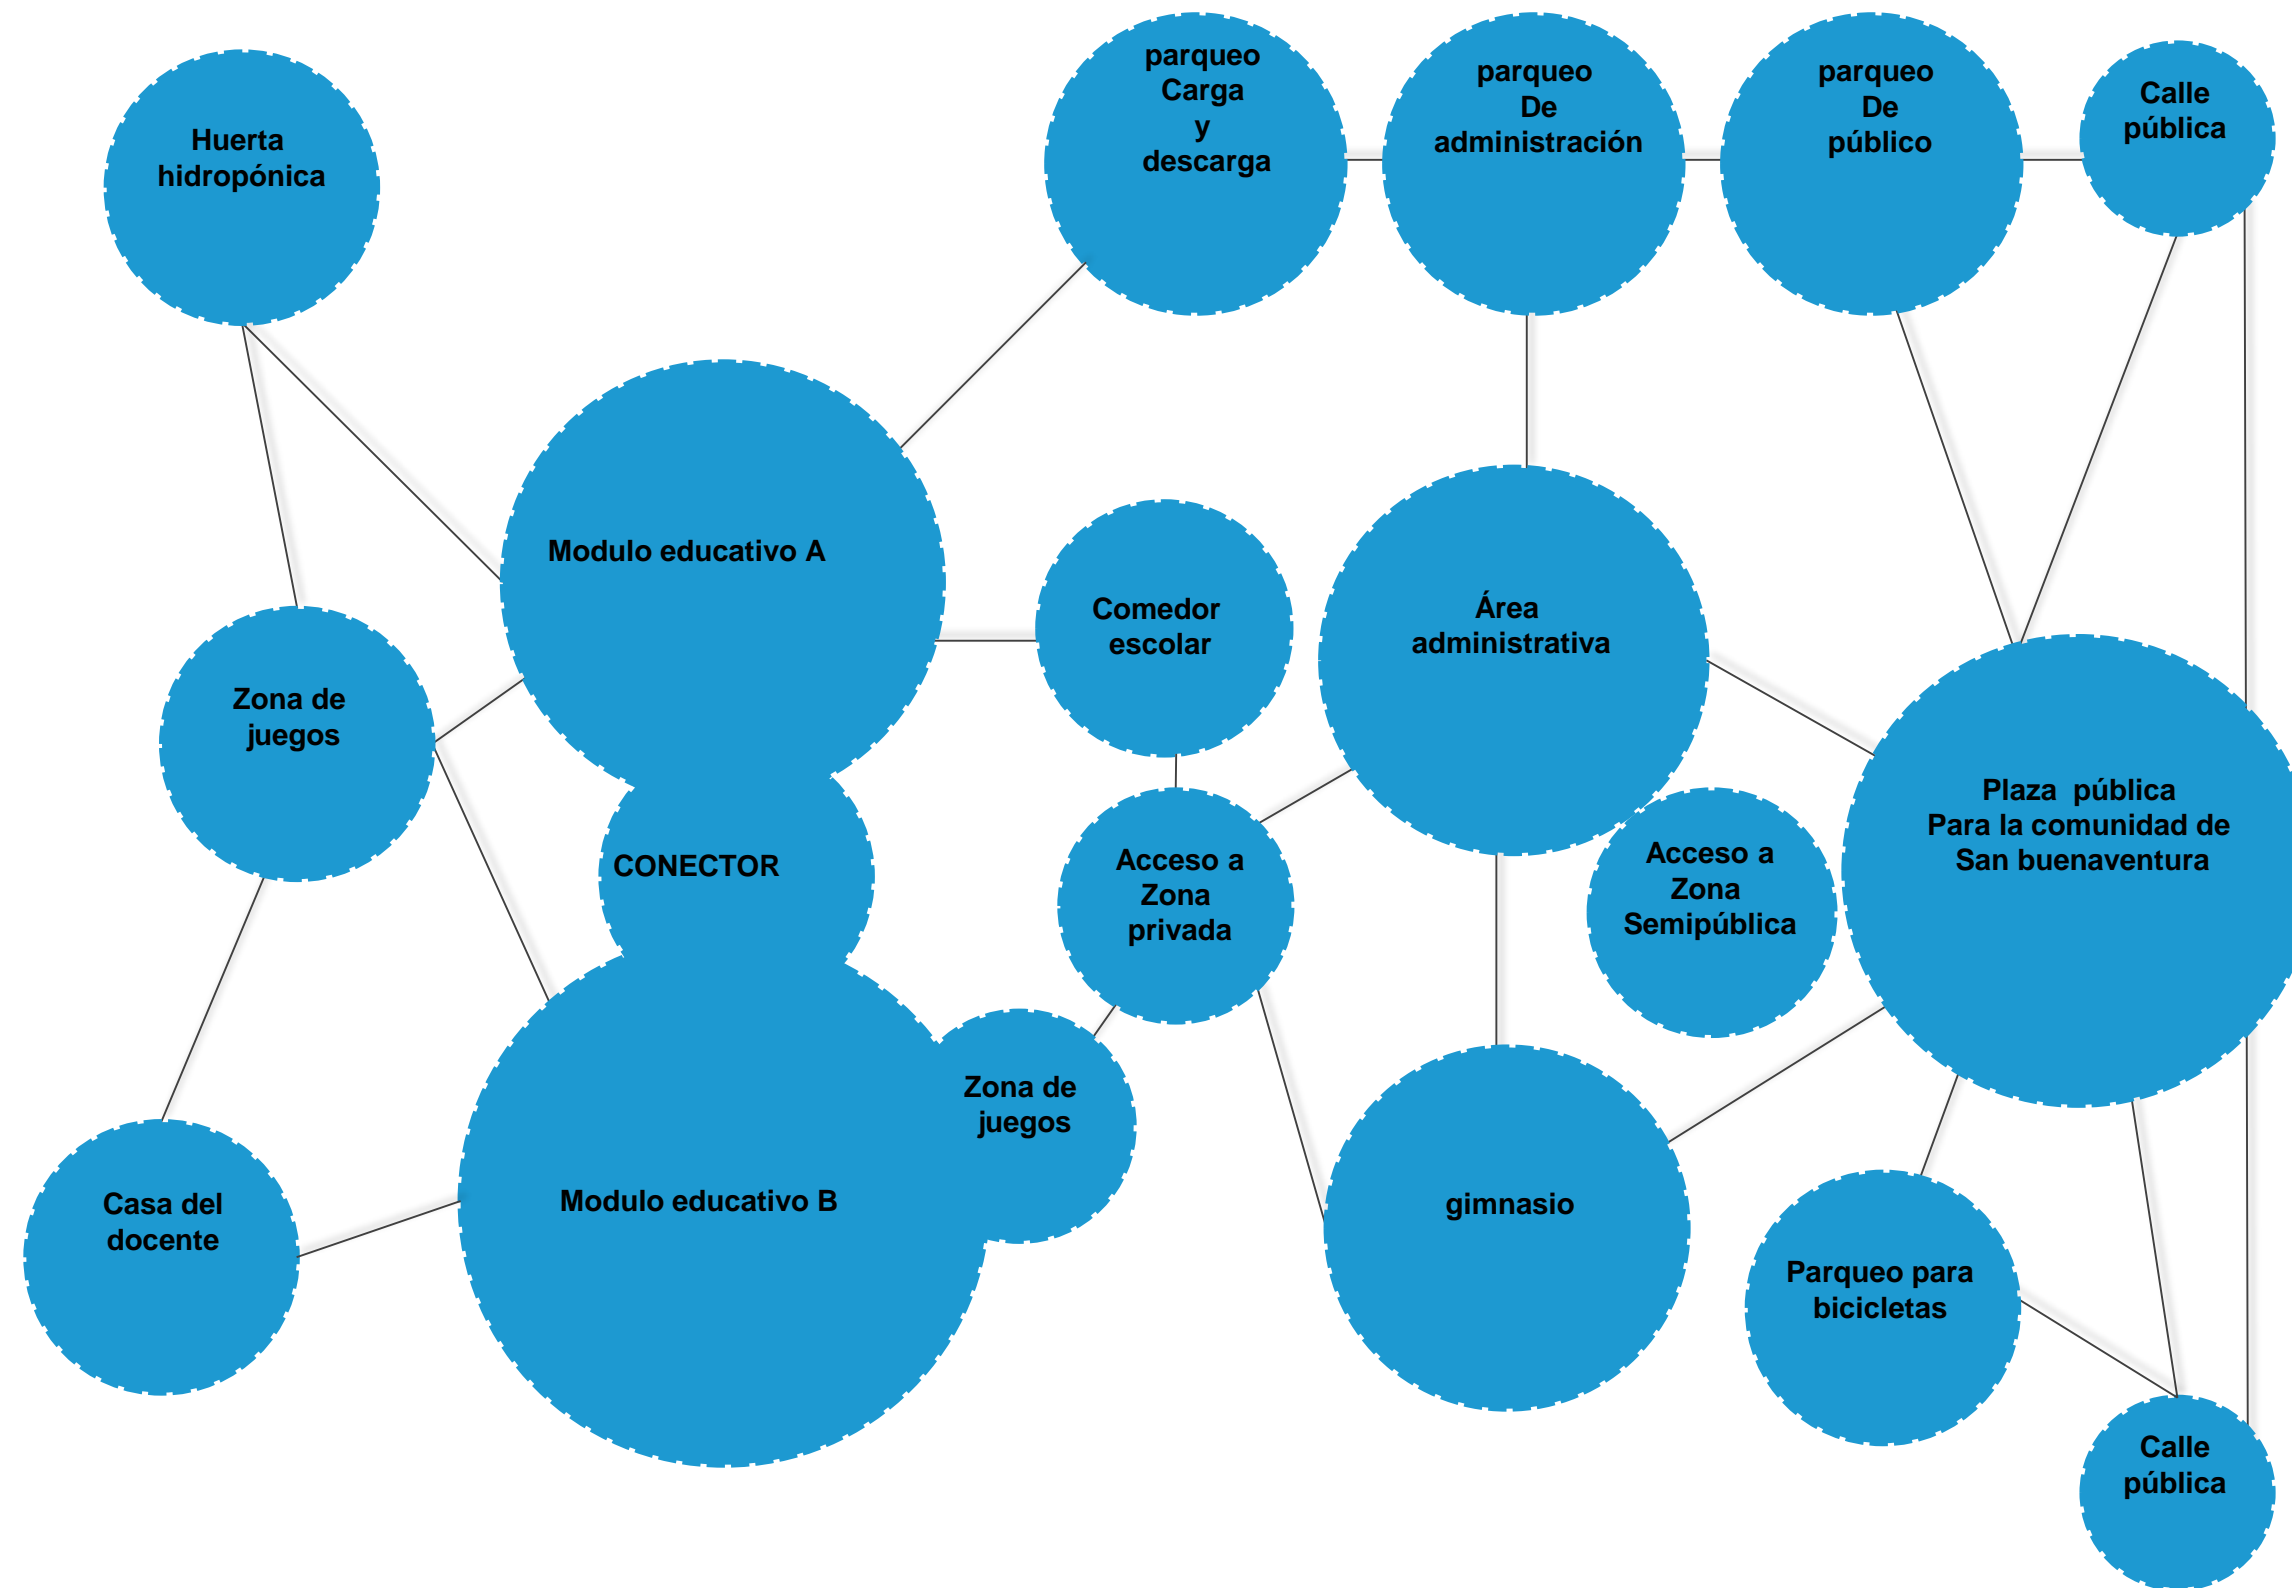 parqueo
Carga
y
descarga
parqueo
De
administración
parqueo
De
público
Calle
pública
Huerta
hidropónica
Modulo educativo A
Comedor
escolar
Área
administrativa
Zona de
juegos
Plaza pública
Para la comunidad de
San buenaventura
CONECTOR
Acceso a
Zona
privada
Acceso a
Zona
Semipública
Zona de
juegos
Casa del
docente
Modulo educativo B
gimnasio
Parqueo para
bicicletas
Calle
pública